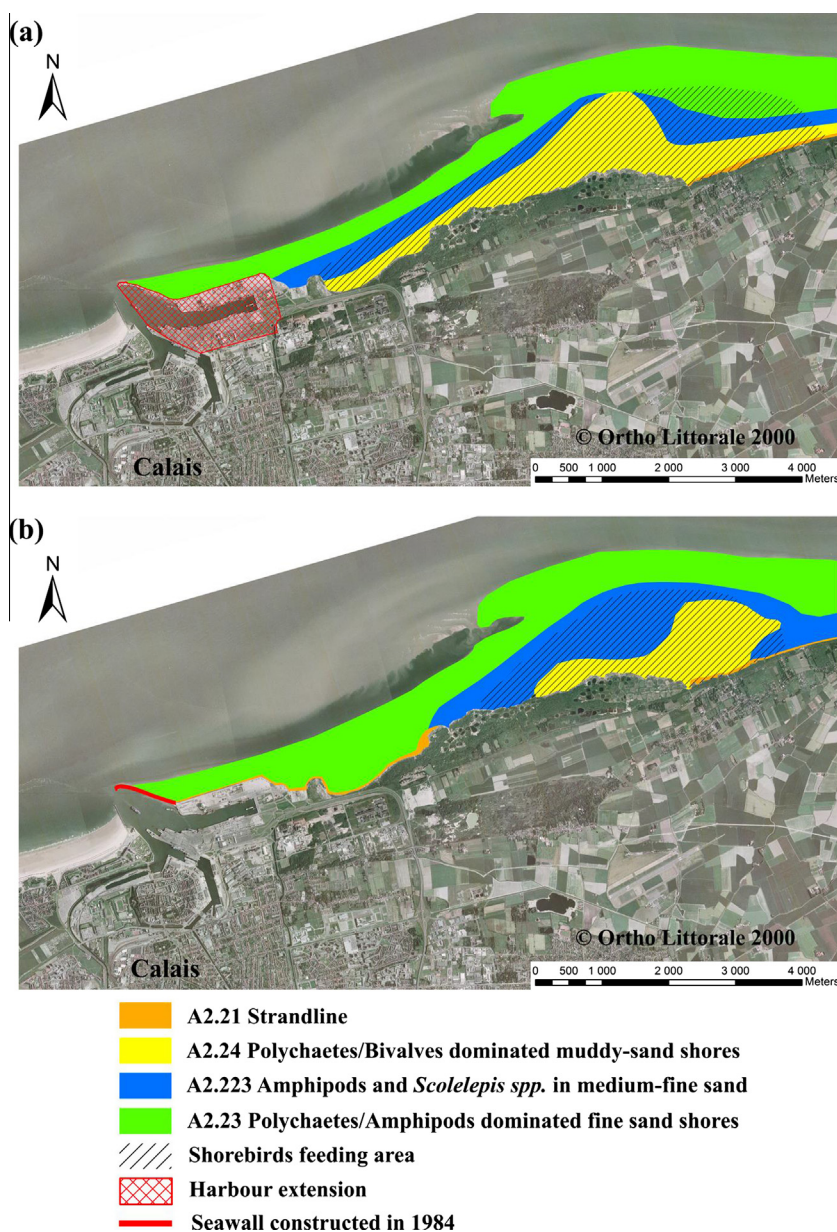 (a)
N
Calais
© Ortho Littorale 2000
0 500 1 000 2 000 3 000 4 000
Meters
(b)
N
Calais
© Ortho Littorale 2000
0 500 1 000 2 000 3 000 4 000
Meters
A2.21 Strandline
A2.24 Polychaetes/Bivalves dominated muddy-sand shores
A2.223 Amphipods and Scolelepis spp. in medium-fine sand
A2.23 Polychaetes/Amphipods dominated fine sand shores
Shorebirds feeding area
Harbour extension
Seawall constructed in 1984